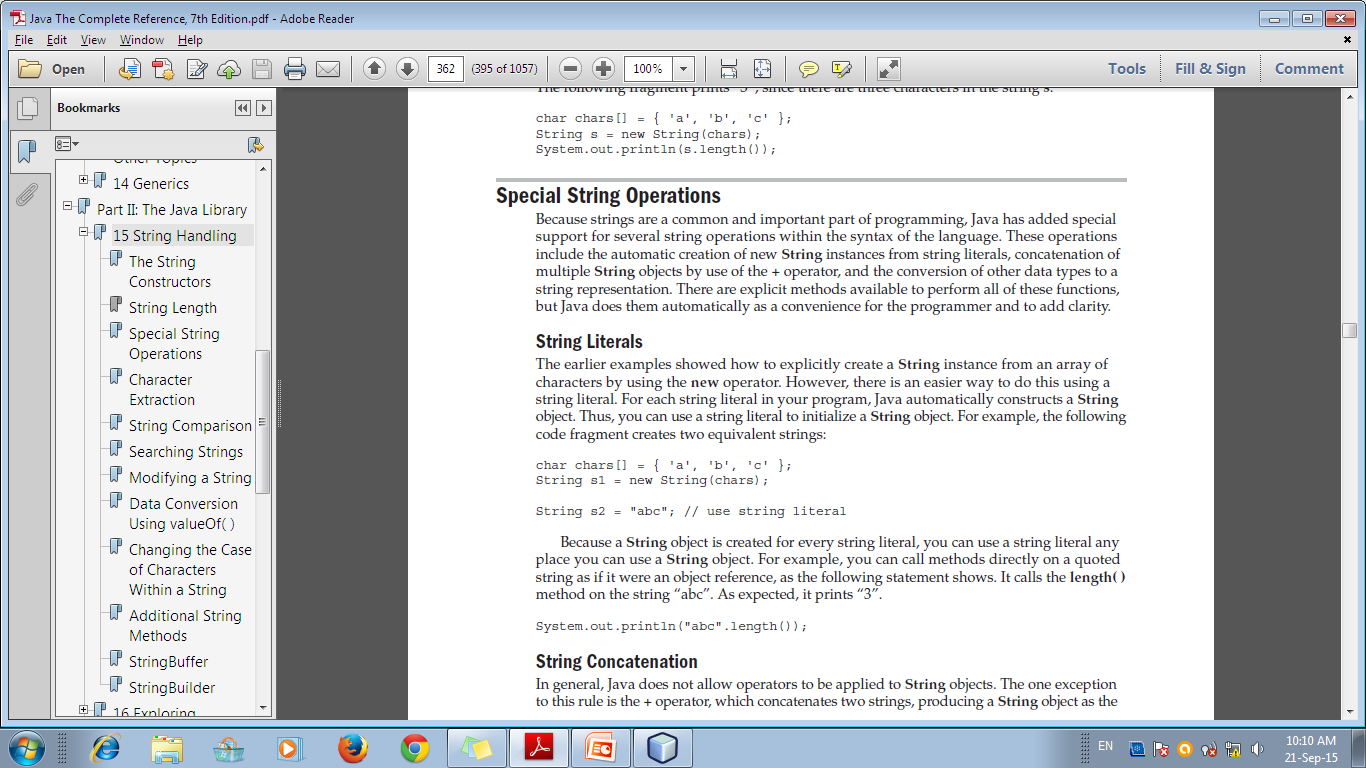 Java The Complete Reference, 7th Edition.pdf - Adobe Reader
File Edit View Window Help
Open
362 (395 of 1057)
100%
Tools Fill & Sign Comment
Bookmarks
Other Topics
14 Generics
Part II: The Java Library
15 String Handling
The String
Constructors
String Length
Special String
Operations
Character
Extraction
String Comparison
Searching Strings
Modifying a String
Data Conversion
Using valueOf( )
Changing the Case
of Characters
Within a String
Additional String
Methods
StringBuffer
StringBuilder
16 Exploring
The following fragment prints "3", since there are three characters in the string s:
char chars[] = { 'a', 'b', 'c' };
String s = new String(chars);
System.out.println(s.length());
Special String Operations
Because strings are a common and important part of programming, Java has added special
support for several string operations within the syntax of the language. These operations
include the automatic creation of new String instances from string literals, concatenation of
multiple String objects by use of the + operator, and the conversion of other data types to a
string representation. There are explicit methods available to perform all of these functions,
but Java does them automatically as a convenience for the programmer and to add clarity.
String Literals
The earlier examples showed how to explicitly create a String instance from an array of
characters by using the new operator. However, there is an easier way to do this using a
string literal. For each string literal in your program, Java automatically constructs a String
object. Thus, you can use a string literal to initialize a String object. For example, the following
code fragment creates two equivalent strings:
char chars[] = { 'a', 'b', 'c' };
String s1 = new String(chars);
String s2 = "abc"; // use string literal
Because a String object is created for every string literal, you can use a string literal any
place you can use a String object. For example, you can call methods directly on a quoted
string as if it were an object reference, as the following statement shows. It calls the length( )
method on the string “abc”. As expected, it prints “3”.
System.out.println("abc".length());
String Concatenation
In general, Java does not allow operators to be applied to String objects. The one exception
to this rule is the + operator, which concatenates two strings, producing a String object as the
EN
10:10 AM
21-Sep-15